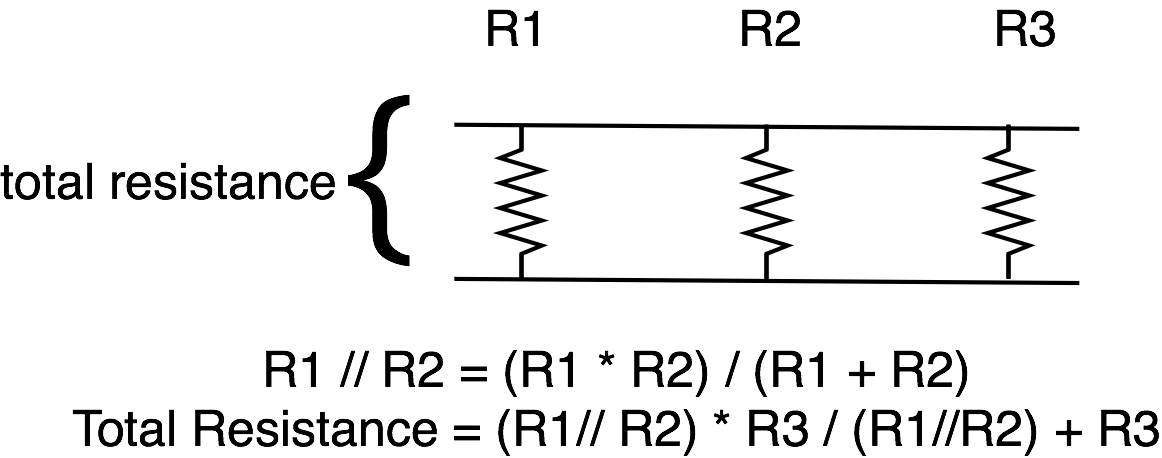 R1 R2 R3
total resistance
R1 // R2 = (R1 * R2) / (R1 + R2)
Total Resistance = (R1// R2) * R3 / (R1//R2) + R3